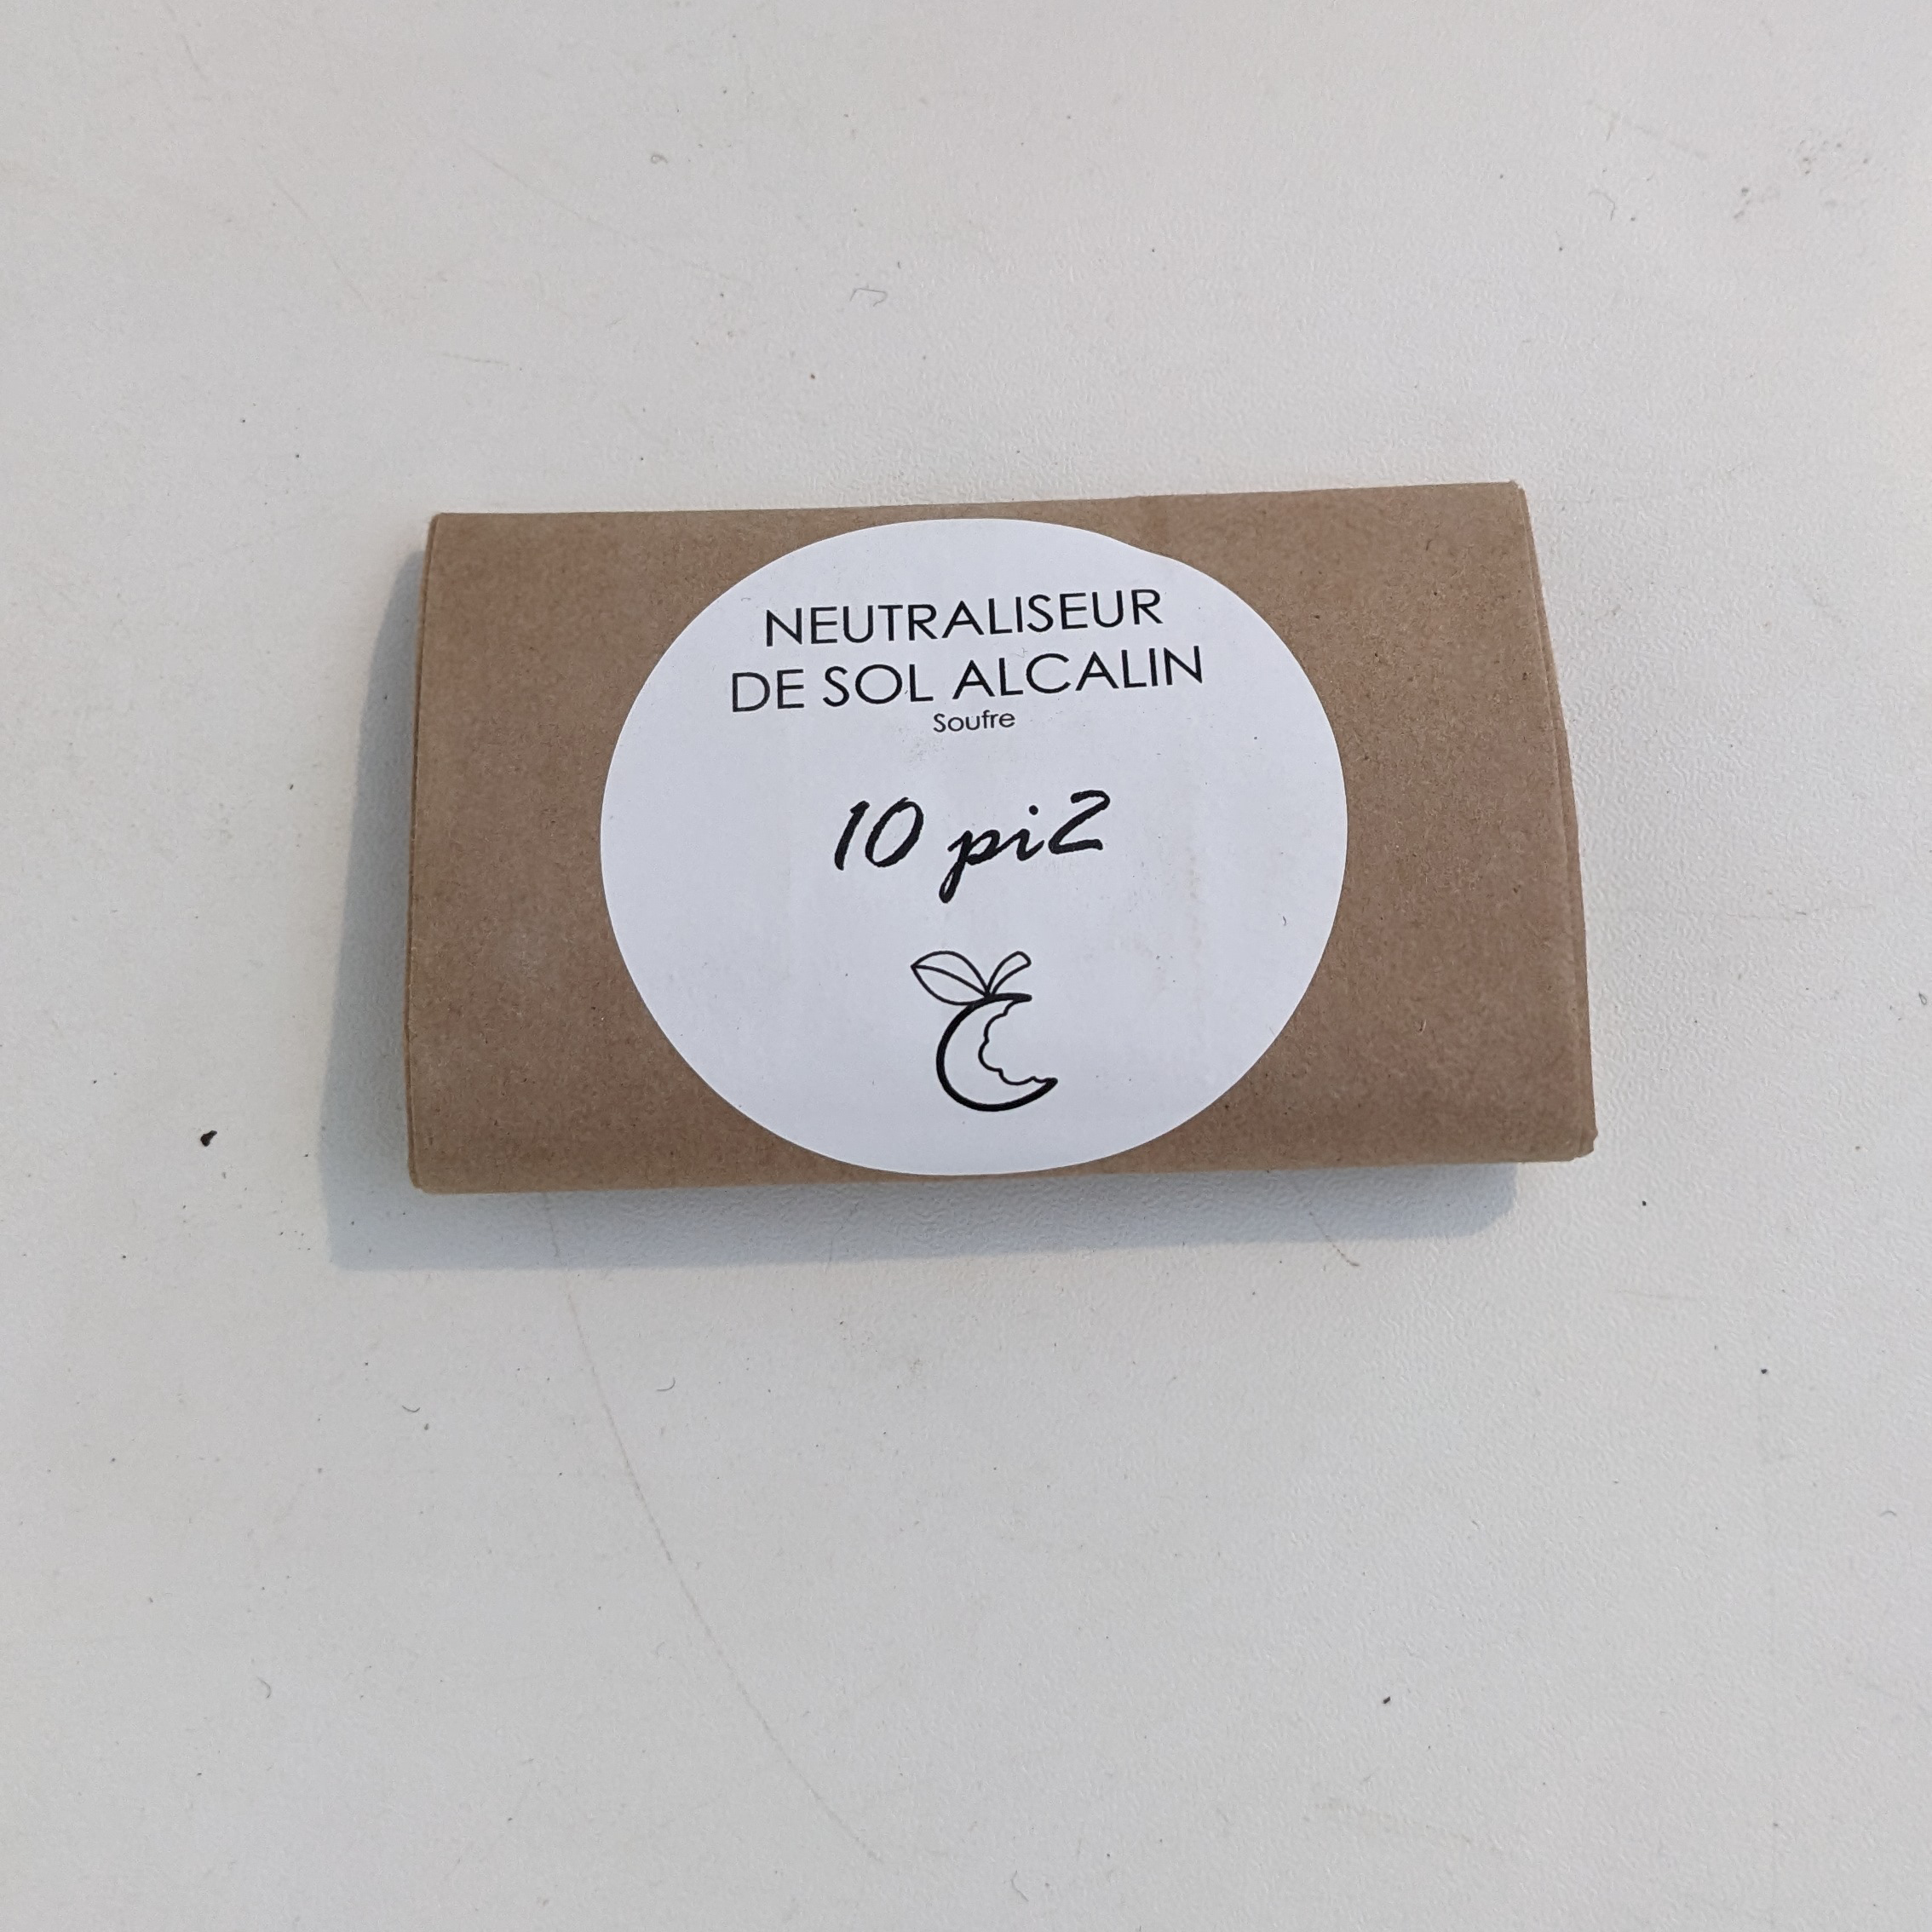 NEUTRALISEUR
DE SOL ALCALIN
Soufre
10 pi2